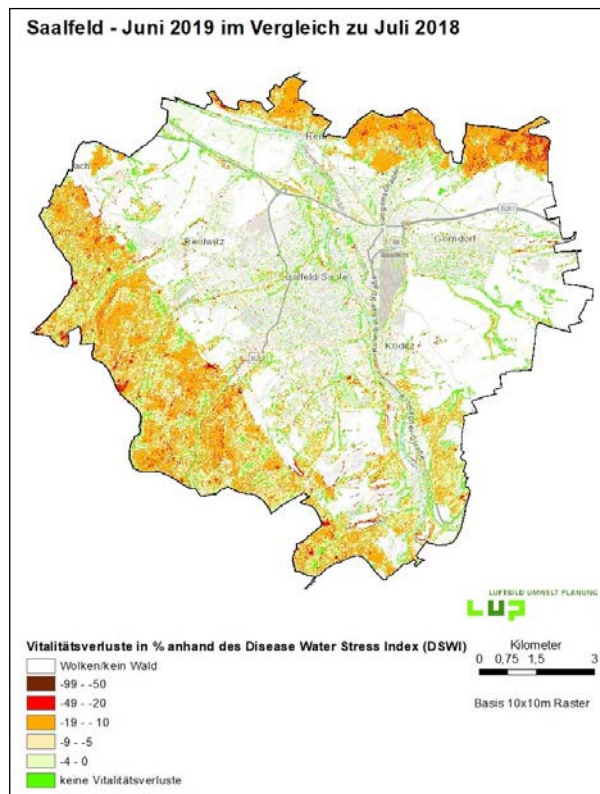 Saalfeld - Juni 2019 im Vergleich zu Juli 2018
Gorndorf
Saalfeld/Saale
Köditz
LUFTBILD UMWELT PLANUNG
LUP
Vitalitätsverluste in % anhand des Disease Water Stress Index (DSWI)
Kilometer
0 0,75 1,5 3
Basis 10x10m Raster
Wolken/kein Wald
-99 - -50
-49 - -20
-19 - -10
-9 - -5
-4 - 0
keine Vitalitätsverluste